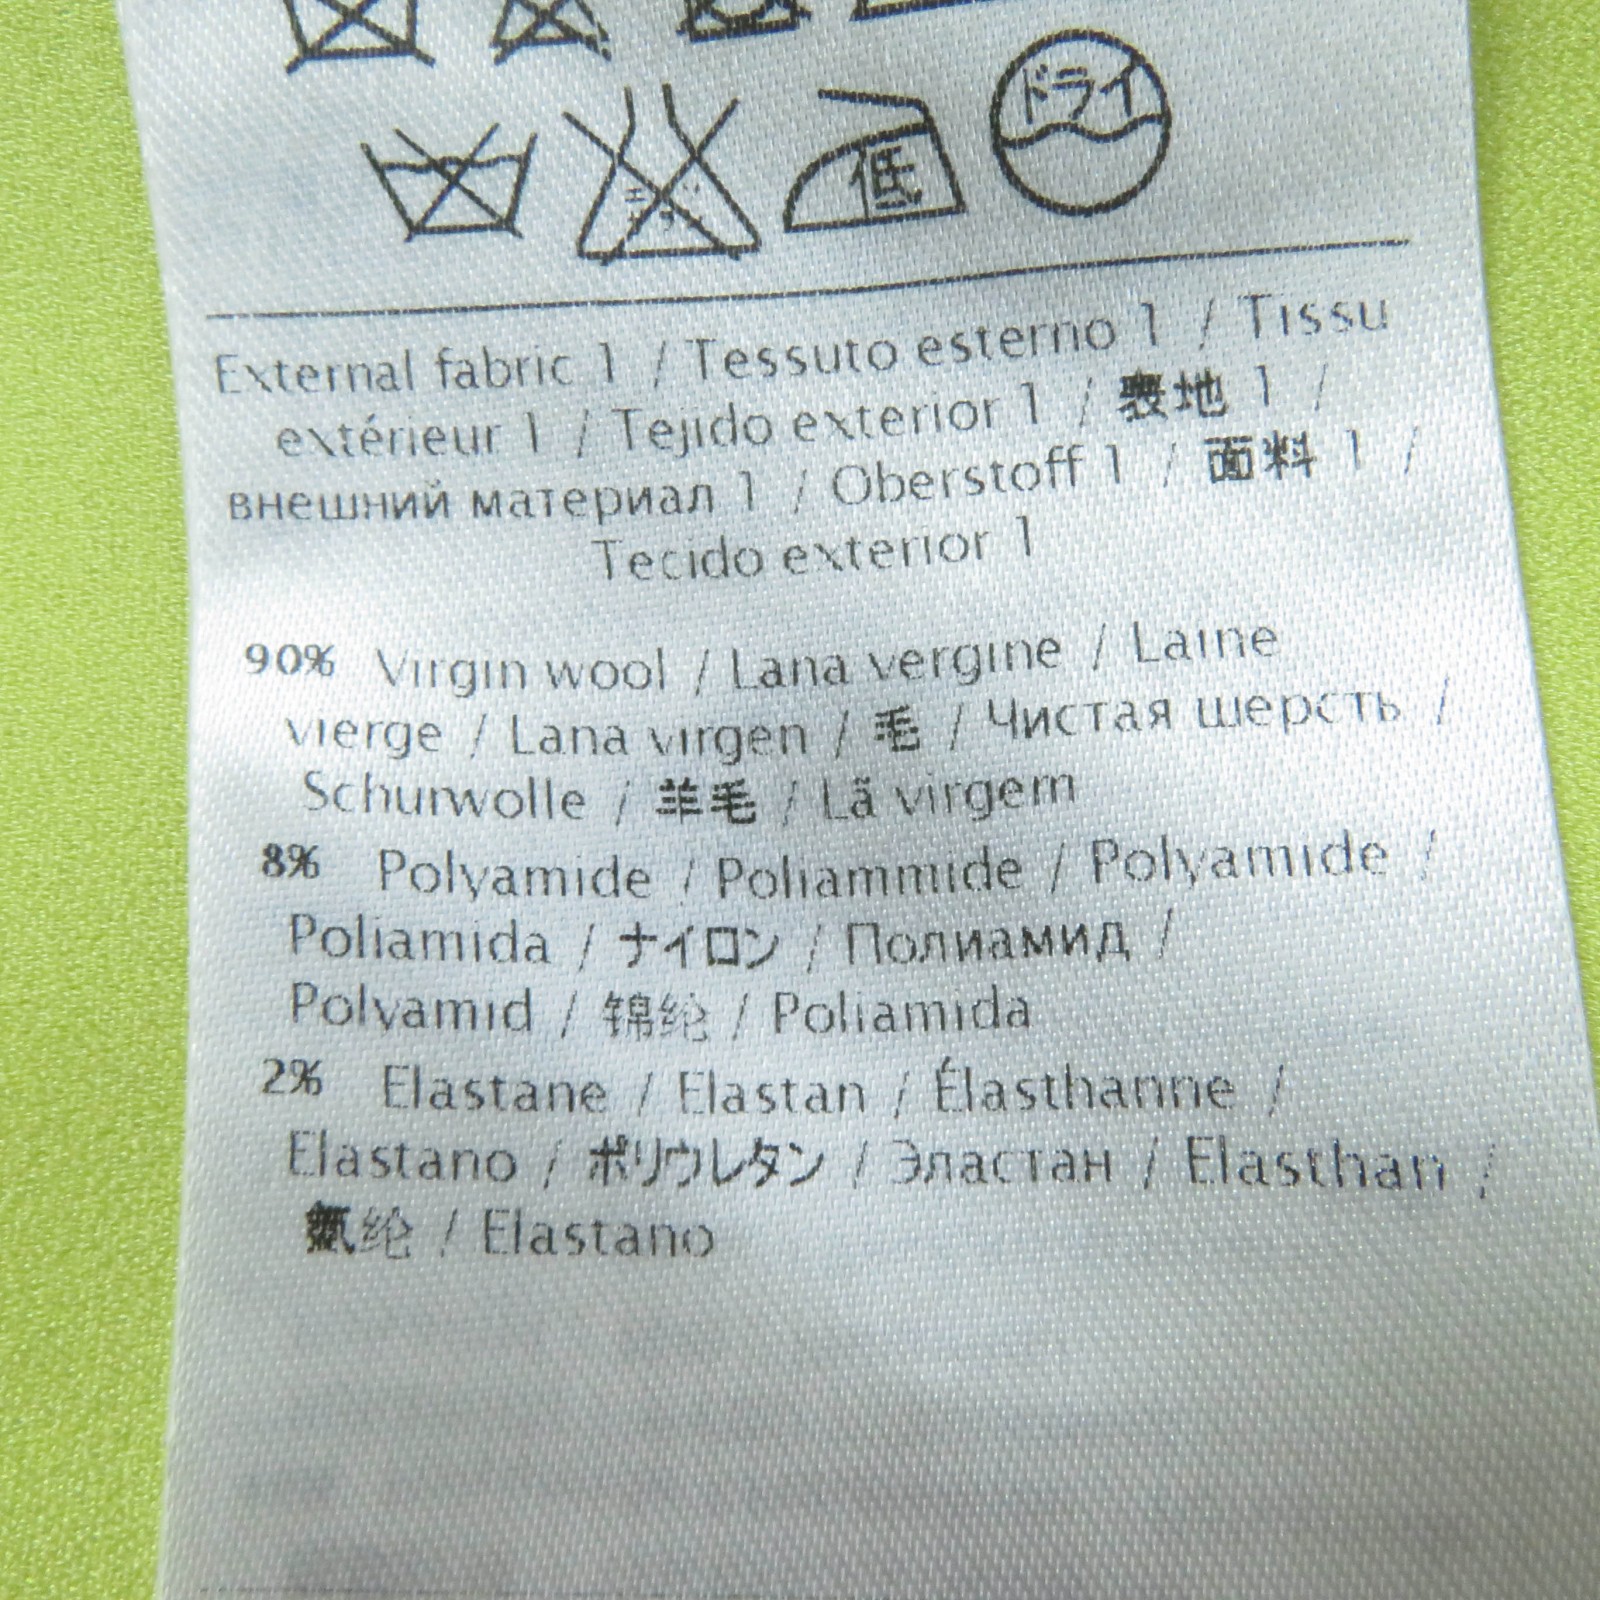 ドライ
低
External fabric 1 / Tessuto esterno 1 / Tissu
extérieur 1 / Tejido exterior 1 / 表地 1 /
внешний материал 1 / Oberstoff 1 / 面料 1 /
Tecido exterior 1
90% Virgin wool / Lana vergine / Laine
vierge / Lana virgen / 毛 / Чистая шерсть /
Schurwolle / 羊毛 / Lã virgem
8% Polyamide / Poliammide / Polyamide /
Poliamida / ナイロン / Полиамид /
Polyamid / 锦纶 / Poliamida
2% Elastane / Elastan / Élasthanne /
Elastano / ポリウレタン / Эластан / Elasthan /
氨纶 / Elastano